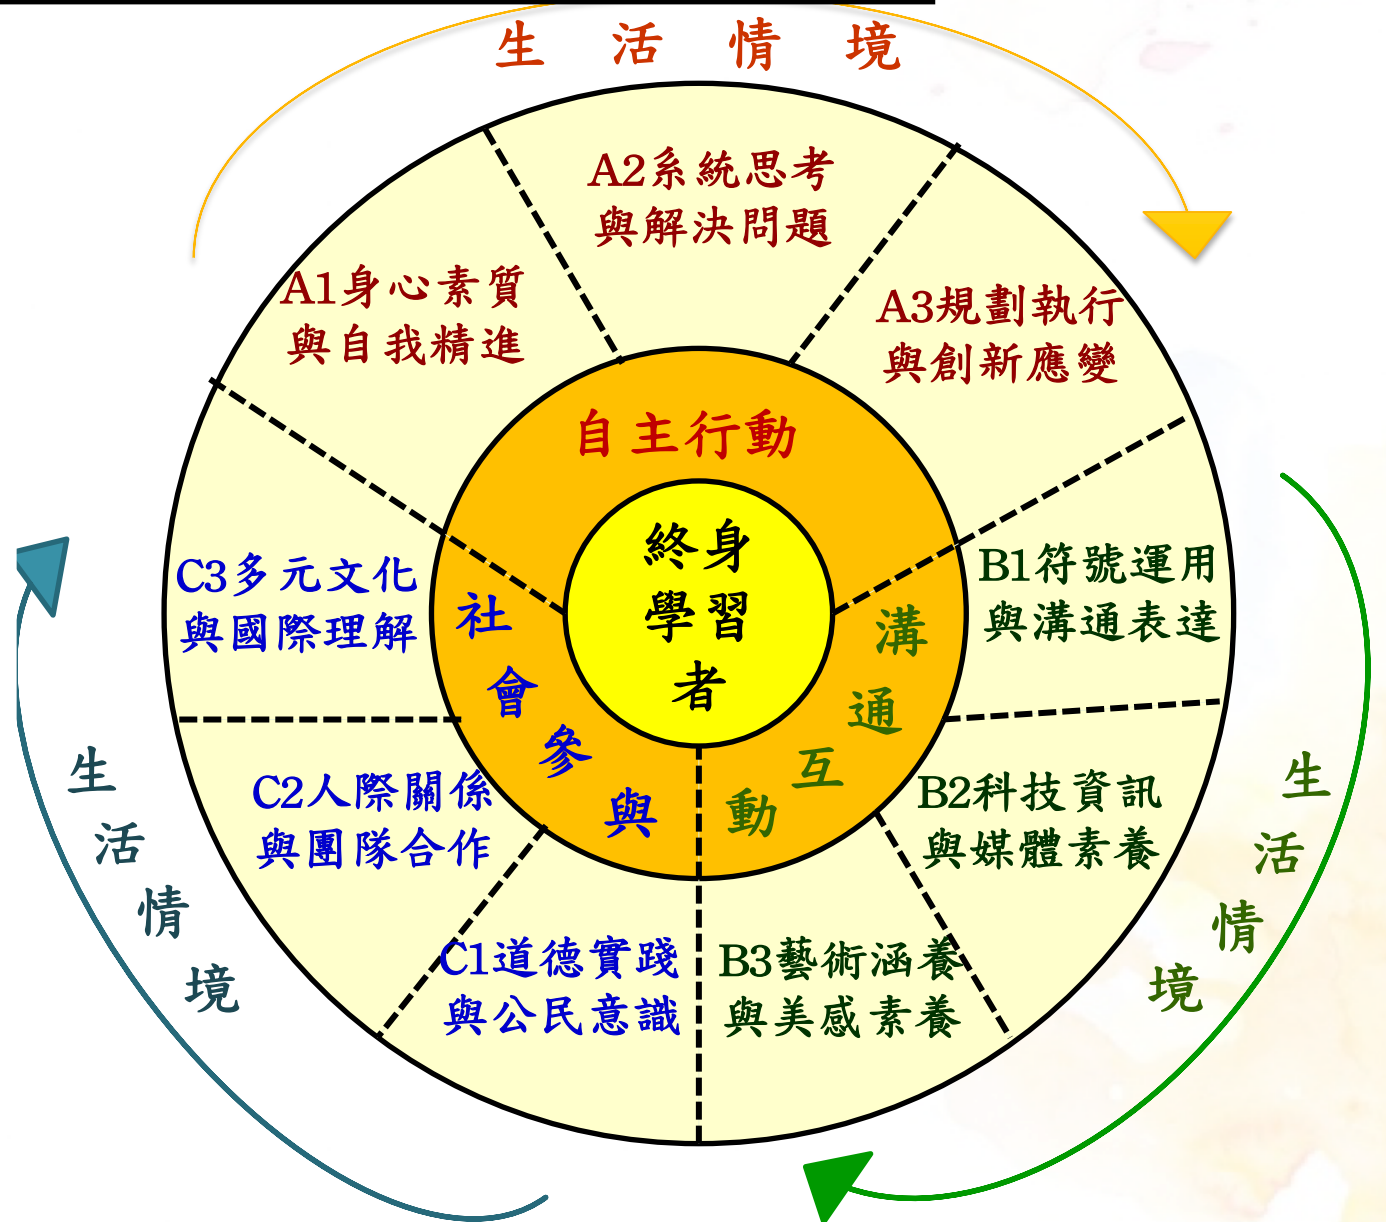 生活情境
A1身心素質
與自我精進
A2系統思考
與解決問題
A3規劃執行
與創新應變
自主行動
終身
學習
者
B1符號運用
與溝通表達
B2科技資訊
與媒體素養
B3藝術涵養
與美感素養
溝通互動
生活情境
C1道德實踐
與公民意識
C2人際關係
與團隊合作
C3多元文化
與國際理解
社會參與
生活情境